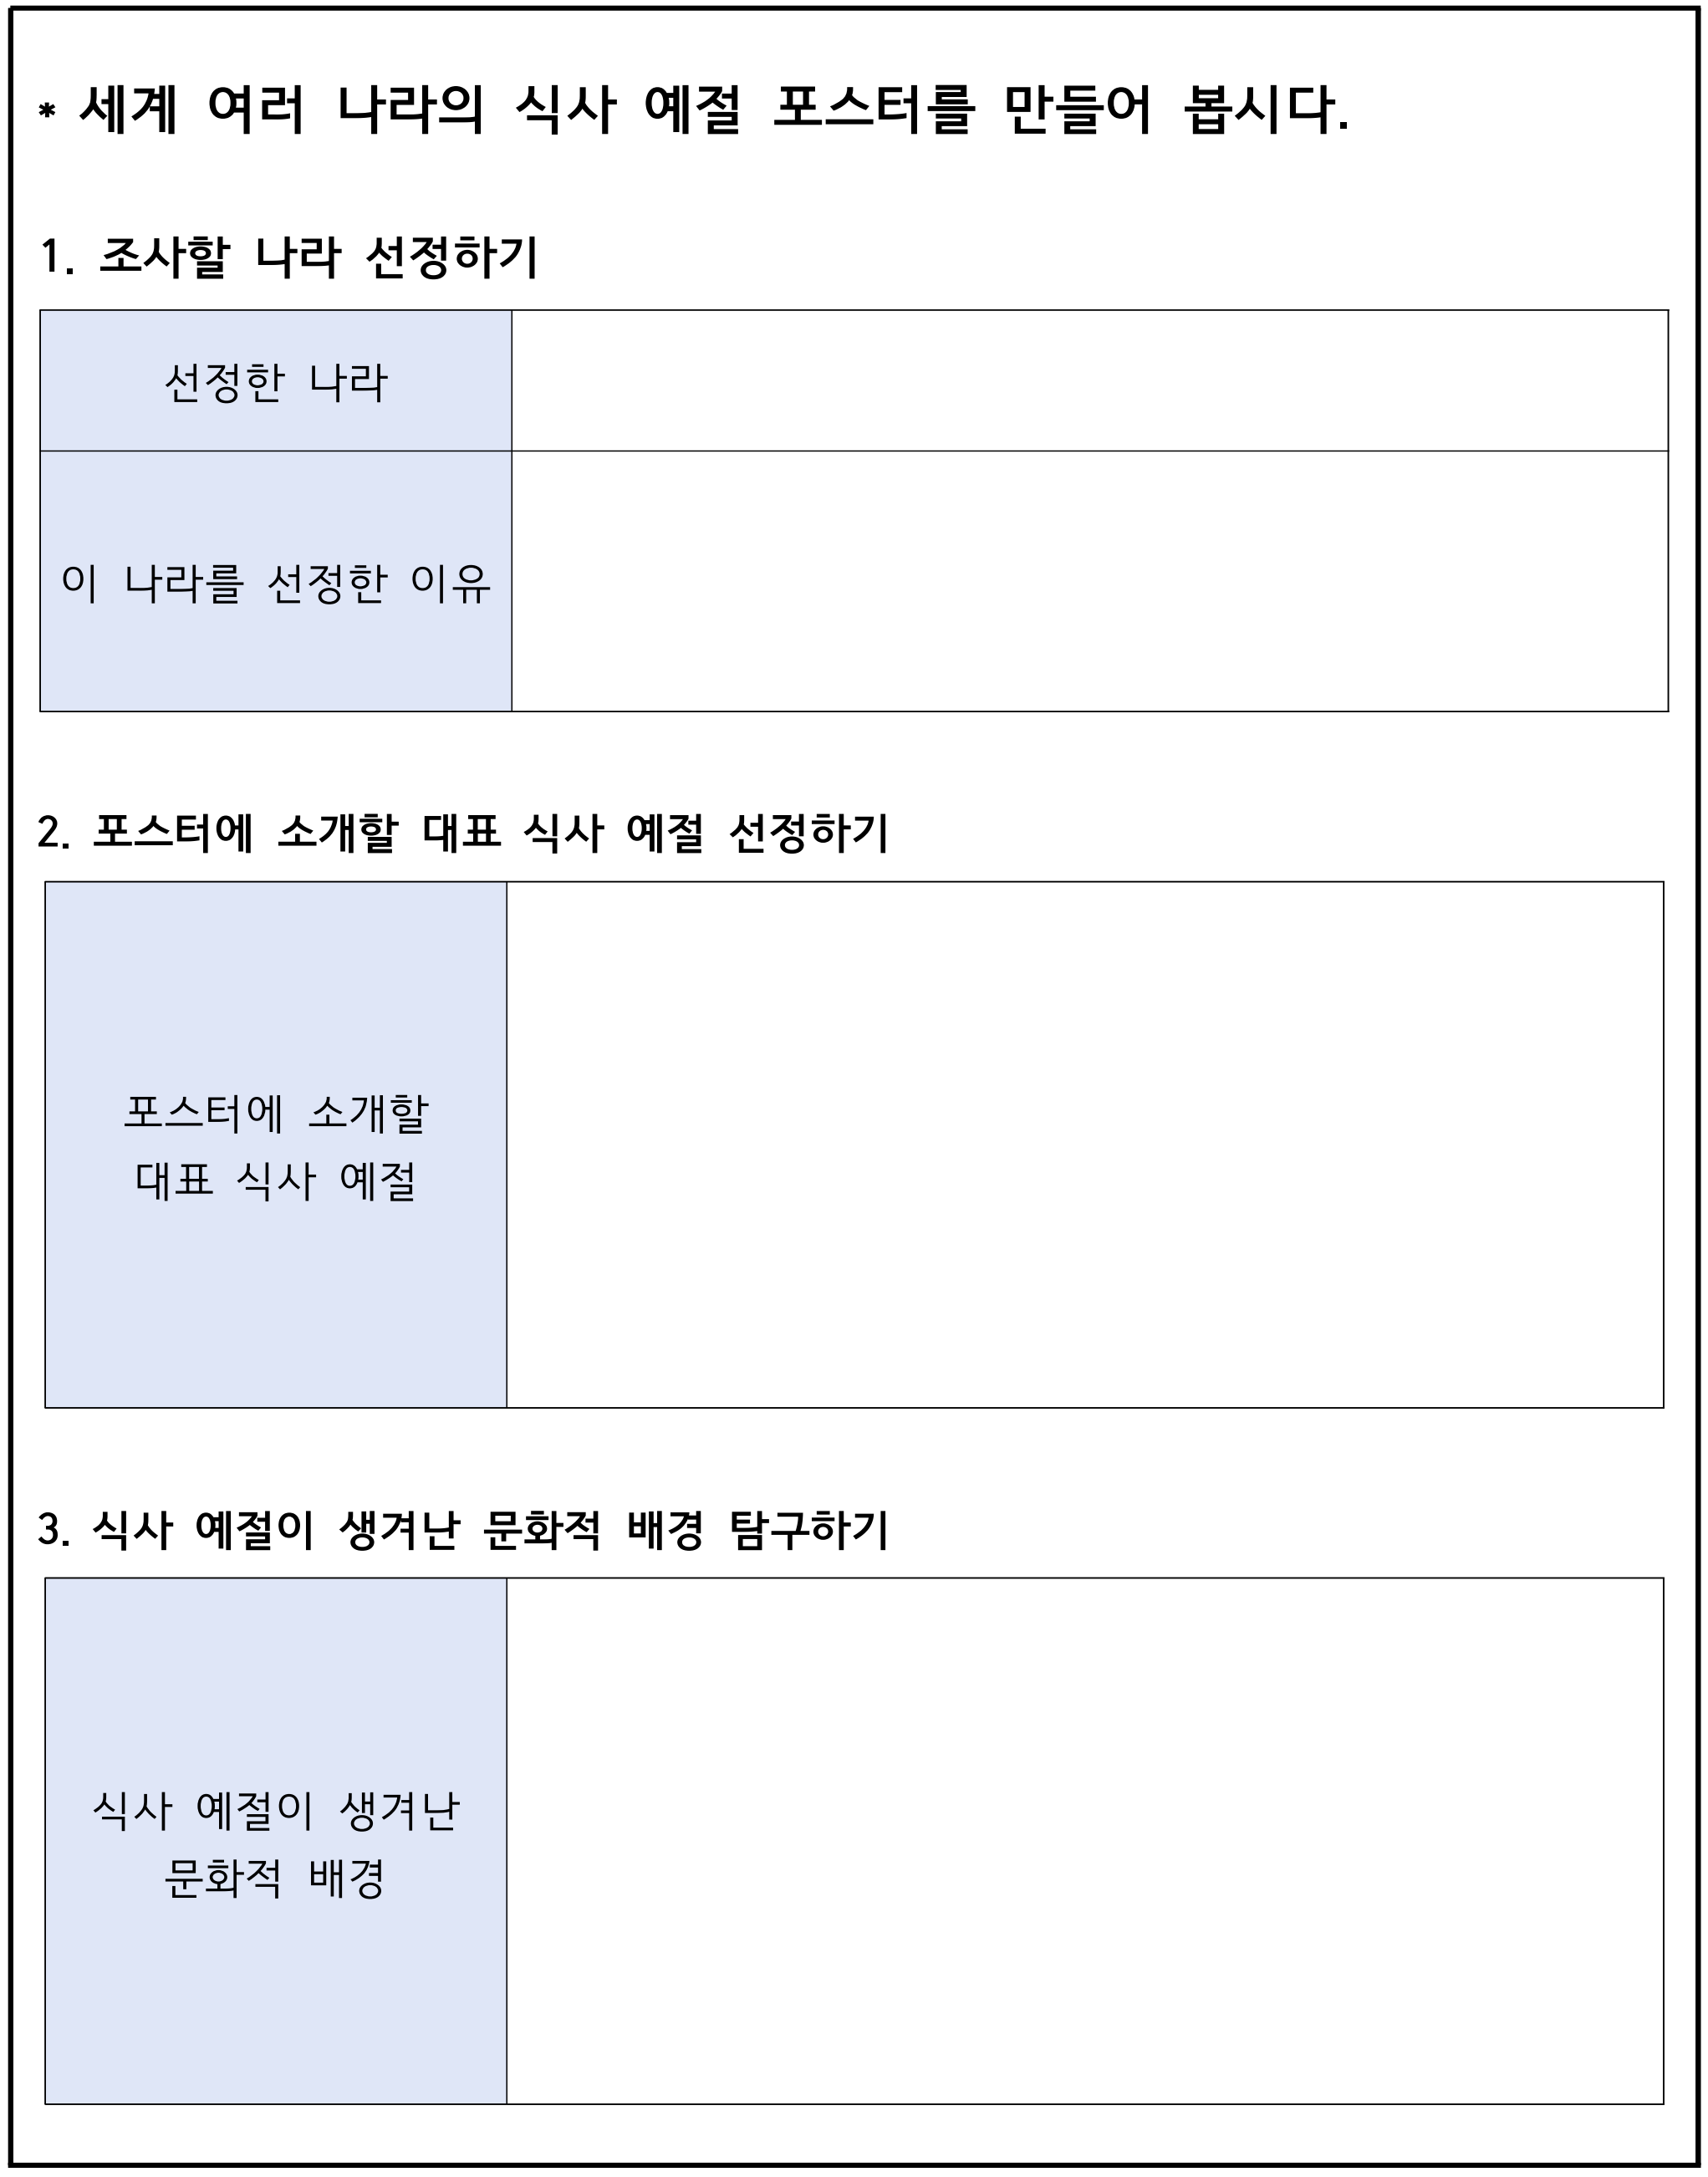 * 세계 여러 나라의 식사 예절 포스터를 만들어 봅시다.
1. 조사할 나라 선정하기
선정한 나라
이 나라를 선정한 이유
2. 포스터에 소개할 대표 식사 예절 선정하기
포스터에 소개할
대표 식사 예절
3. 식사 예절이 생겨난 문화적 배경 탐구하기
식사 예절이 생겨난
문화적 배경